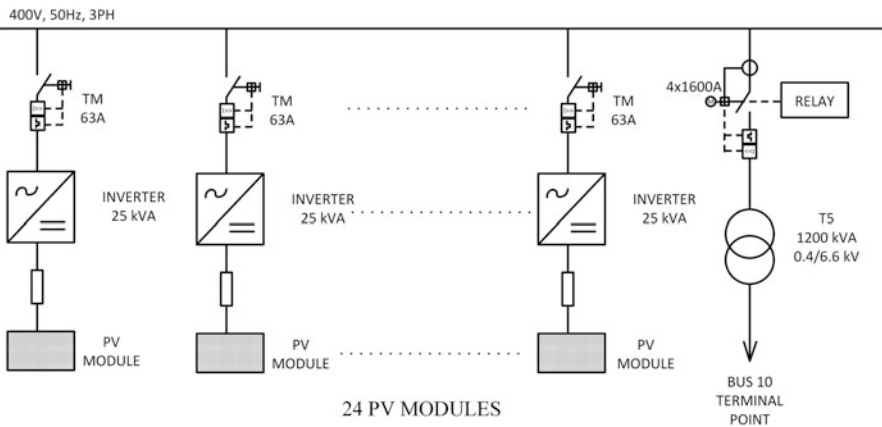 400V, 50Hz, 3PH
TM
63A
TM
63A
TM
63A
4x1600A
RELAY
INVERTER
25 kVA
INVERTER
25 kVA
INVERTER
25 kVA
T5
1200 kVA
0.4/6.6 kV
PV
MODULE
PV
MODULE
PV
MODULE
BUS 10
TERMINAL
POINT
24 PV MODULES